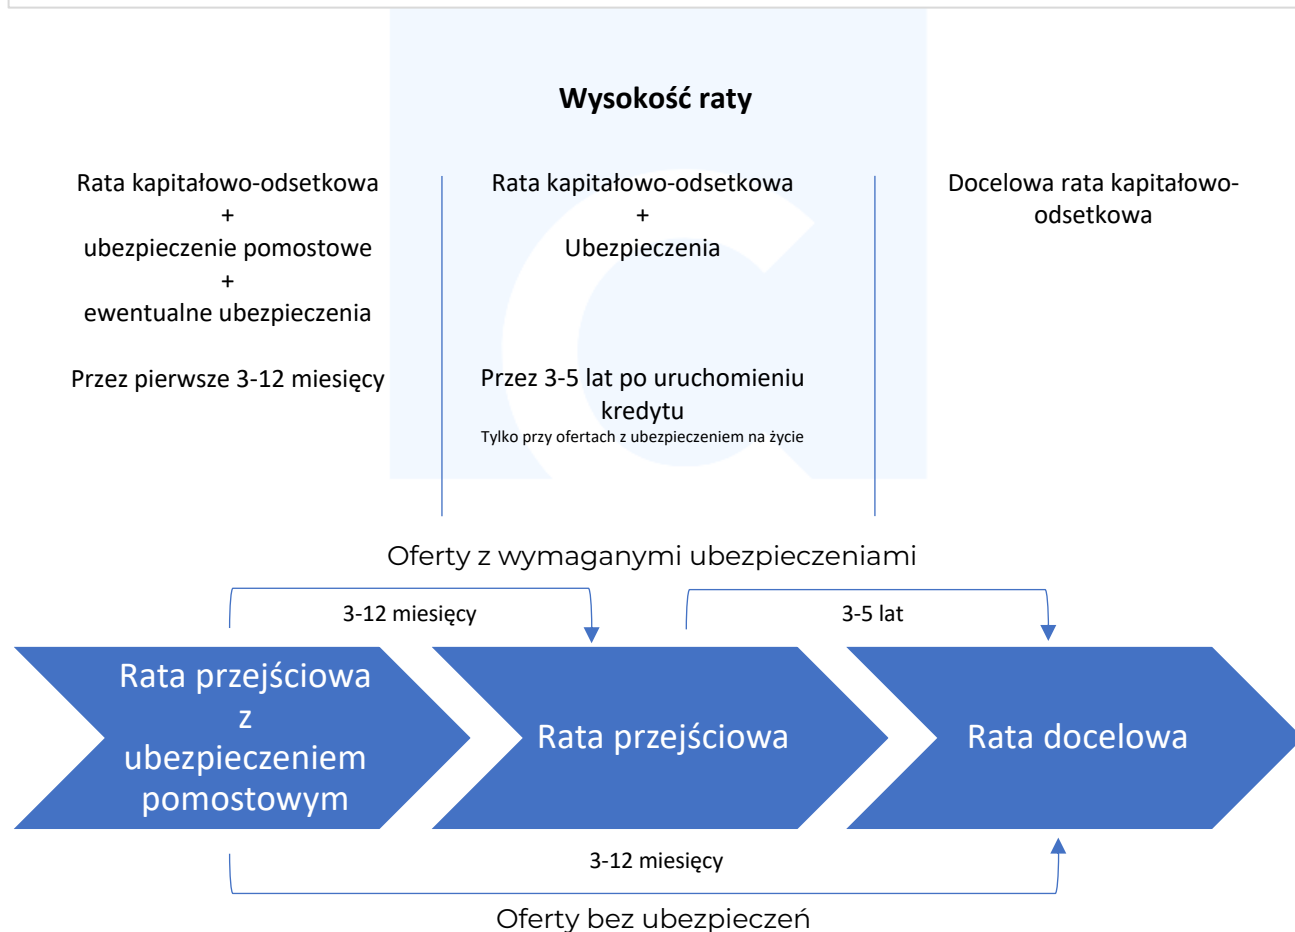 Wysokość raty
Rata kapitałowo-odsetkowa
+
ubezpieczenie pomostowe
+
ewentualne ubezpieczenia
Przez pierwsze 3-12 miesięcy
Rata kapitałowo-odsetkowa
+
Ubezpieczenia
Przez 3-5 lat po uruchomieniu
kredytu
Tylko przy ofertach z ubezpieczeniem na życie
Docelowa rata kapitałowo-
odsetkowa
Oferty z wymaganymi ubezpieczeniami
3-12 miesięcy
3-5 lat
Rata przejściowa
z
ubezpieczeniem
pomostowym
Rata przejściowa
Rata docelowa
3-12 miesięcy
Oferty bez ubezpieczeń